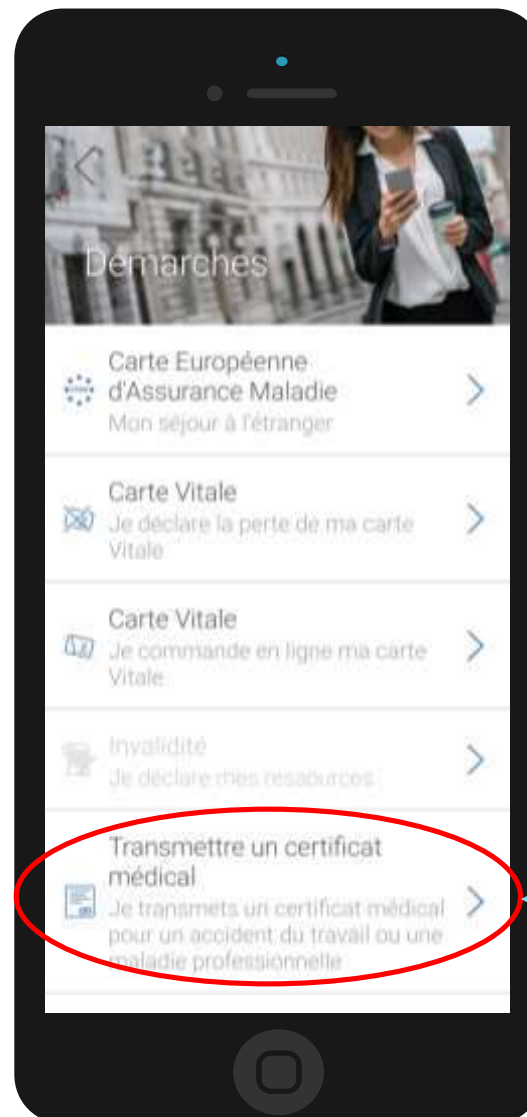 Démarches
Carte Européenne
d'Assurance Maladie
Mon séjour à l'étranger
Carte Vitale
Je déclare la perte de ma carte
Vitale
Carte Vitale
Je commande en ligne ma carte
Vitale
Invalidité
Je déclare mes ressources
Transmettre un certificat
médical
Je transmets un certificat médical
pour un accident du travail ou une
maladie professionnelle